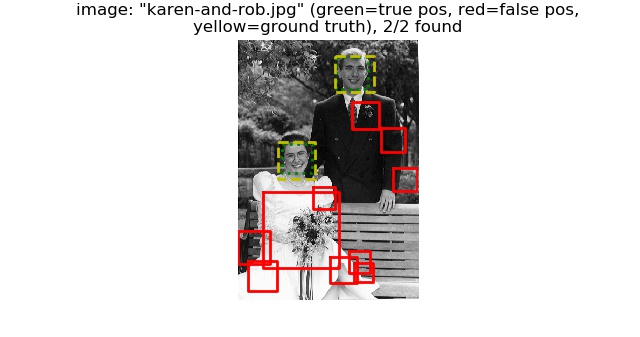 image: "karen-and-rob.jpg" (green=true pos, red=false pos,
yellow=ground truth), 2/2 found